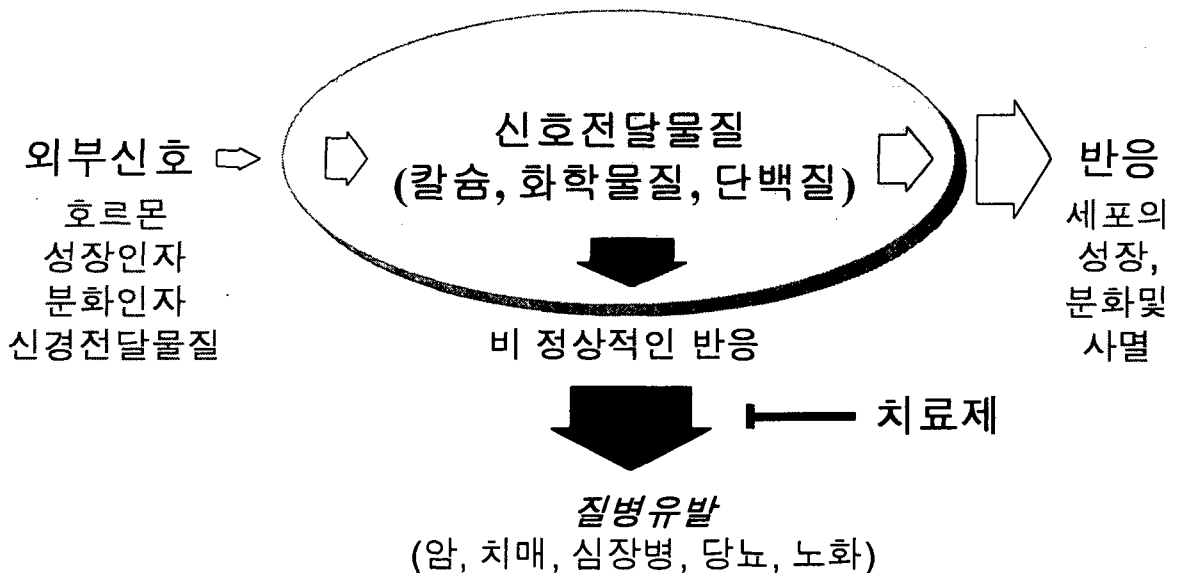 외부신호
호르몬
성장인자
분화인자
신경전달물질
신호전달물질
(칼슘, 화학물질, 단백질)
반응
세포의
성장,
분화및
사멸
비 정상적인 반응
치료제
질병유발
(암, 치매, 심장병, 당뇨, 노화)